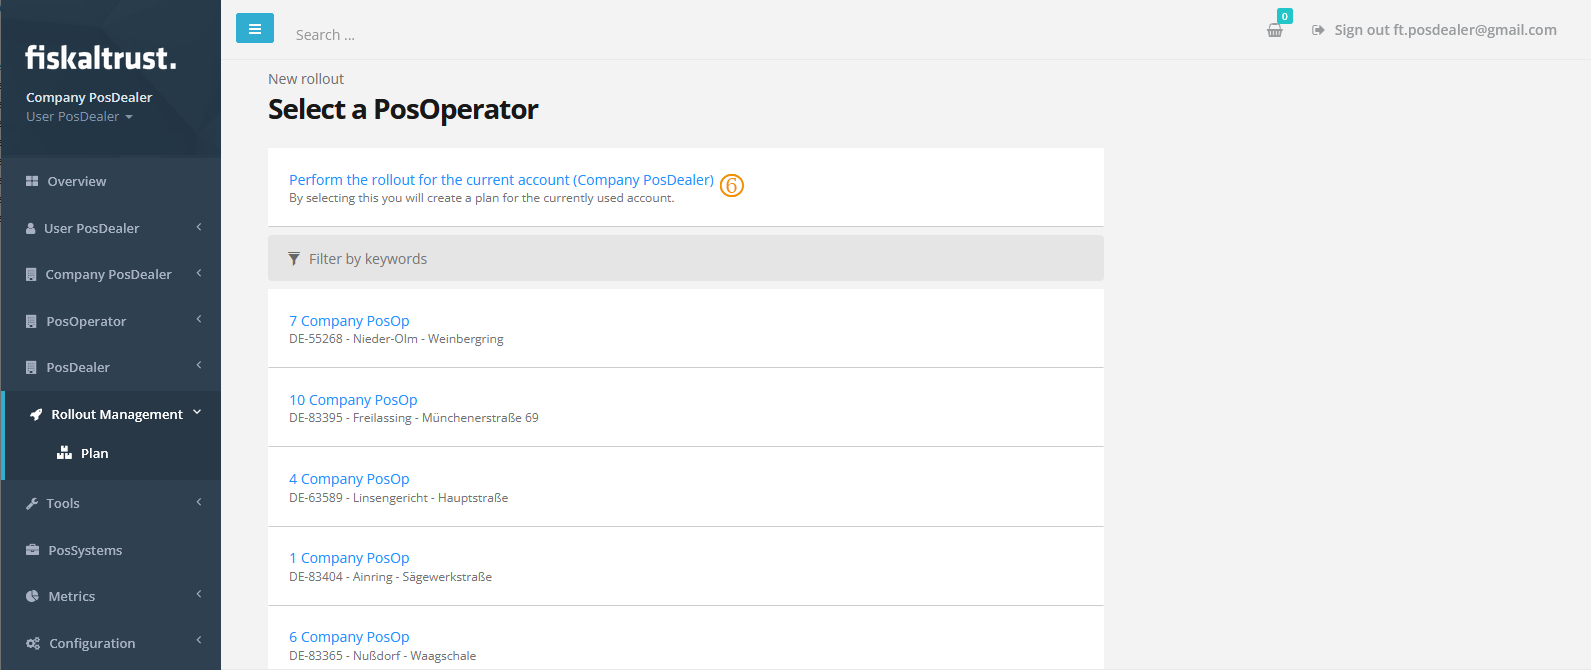 fiskaltrust.
Company PosDealer
User PosDealer
Overview
User PosDealer
Company PosDealer
PosOperator
PosDealer
Rollout Management
Plan
Tools
PosSystems
Metrics
Configuration
Search ...
0
Sign out ft.posdealer@gmail.com
New rollout
Select a PosOperator
Perform the rollout for the current account (Company PosDealer) 6
By selecting this you will create a plan for the currently used account.
Filter by keywords
7 Company PosOp
DE-55268 - Nieder-Olm - Weinbergring
10 Company PosOp
DE-83395 - Freilassing - Münchenerstraße 69
4 Company PosOp
DE-63589 - Linsengericht - Hauptstraße
1 Company PosOp
DE-83404 - Ainring - Sägewerkstraße
6 Company PosOp
DE-83365 - Nußdorf - Waagschale